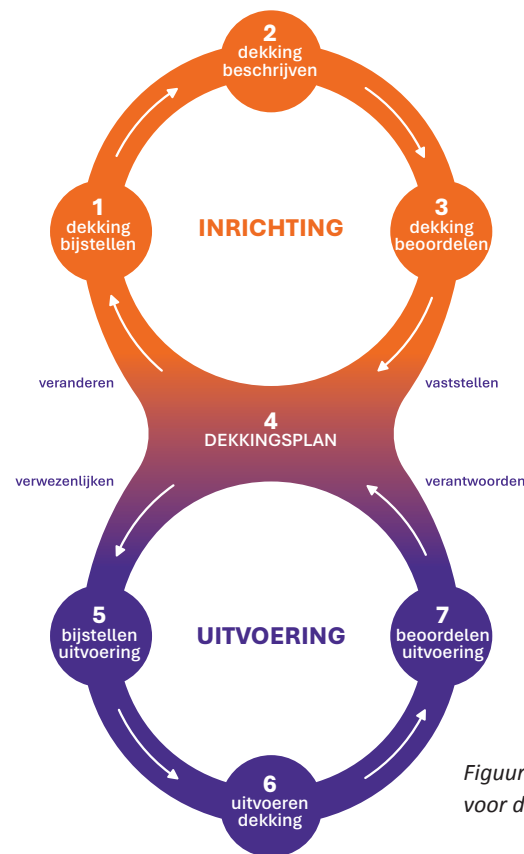 2
dekking
beschrijven
1
dekking
bijstellen
INRICHTING
3
dekking
beoordelen
veranderen
vaststellen
4
DEKKINGSPLAN
verwezenlijken
verantwoorden
5
bijstellen
uitvoering
UITVOERING
7
beoordelen
uitvoering
6
uitvoeren
dekking
Figuur
voor d